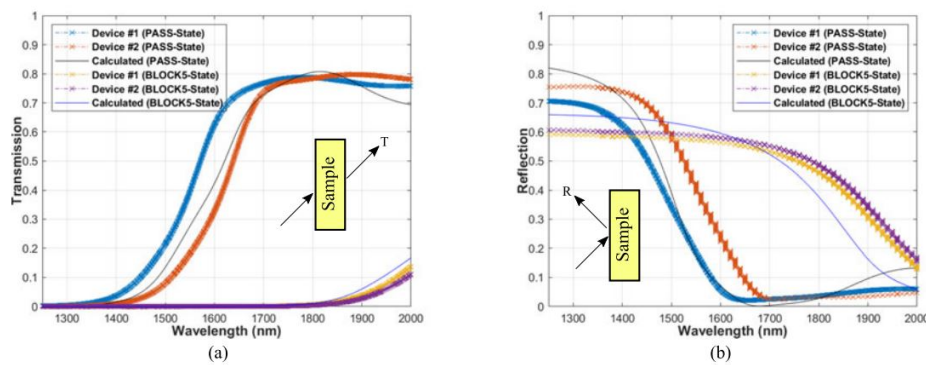 1
0.9
0.8
0.7
0.6
0.5
0.4
0.3
0.2
0.1
0
Transmission
Device #1 (PASS-State)
Device #2 (PASS-State)
Calculated (PASS-State)
Device #1 (BLOCK5-State)
Device #2 (BLOCK5-State)
Calculated (BLOCK5-State)
T
Sample
1300 1400 1500 1600 1700 1800 1900 2000
Wavelength (nm)
(a)
1
0.9
0.8
0.7
0.6
0.5
0.4
0.3
0.2
0.1
0
Reflection
Device #1 (PASS-State)
Device #2 (PASS-State)
Calculated (PASS-State)
Device #1 (BLOCK5-State)
Device #2 (BLOCK5-State)
Calculated (BLOCK5-State)
R
Sample
1300 1400 1500 1600 1700 1800 1900 2000
Wavelength (nm)
(b)